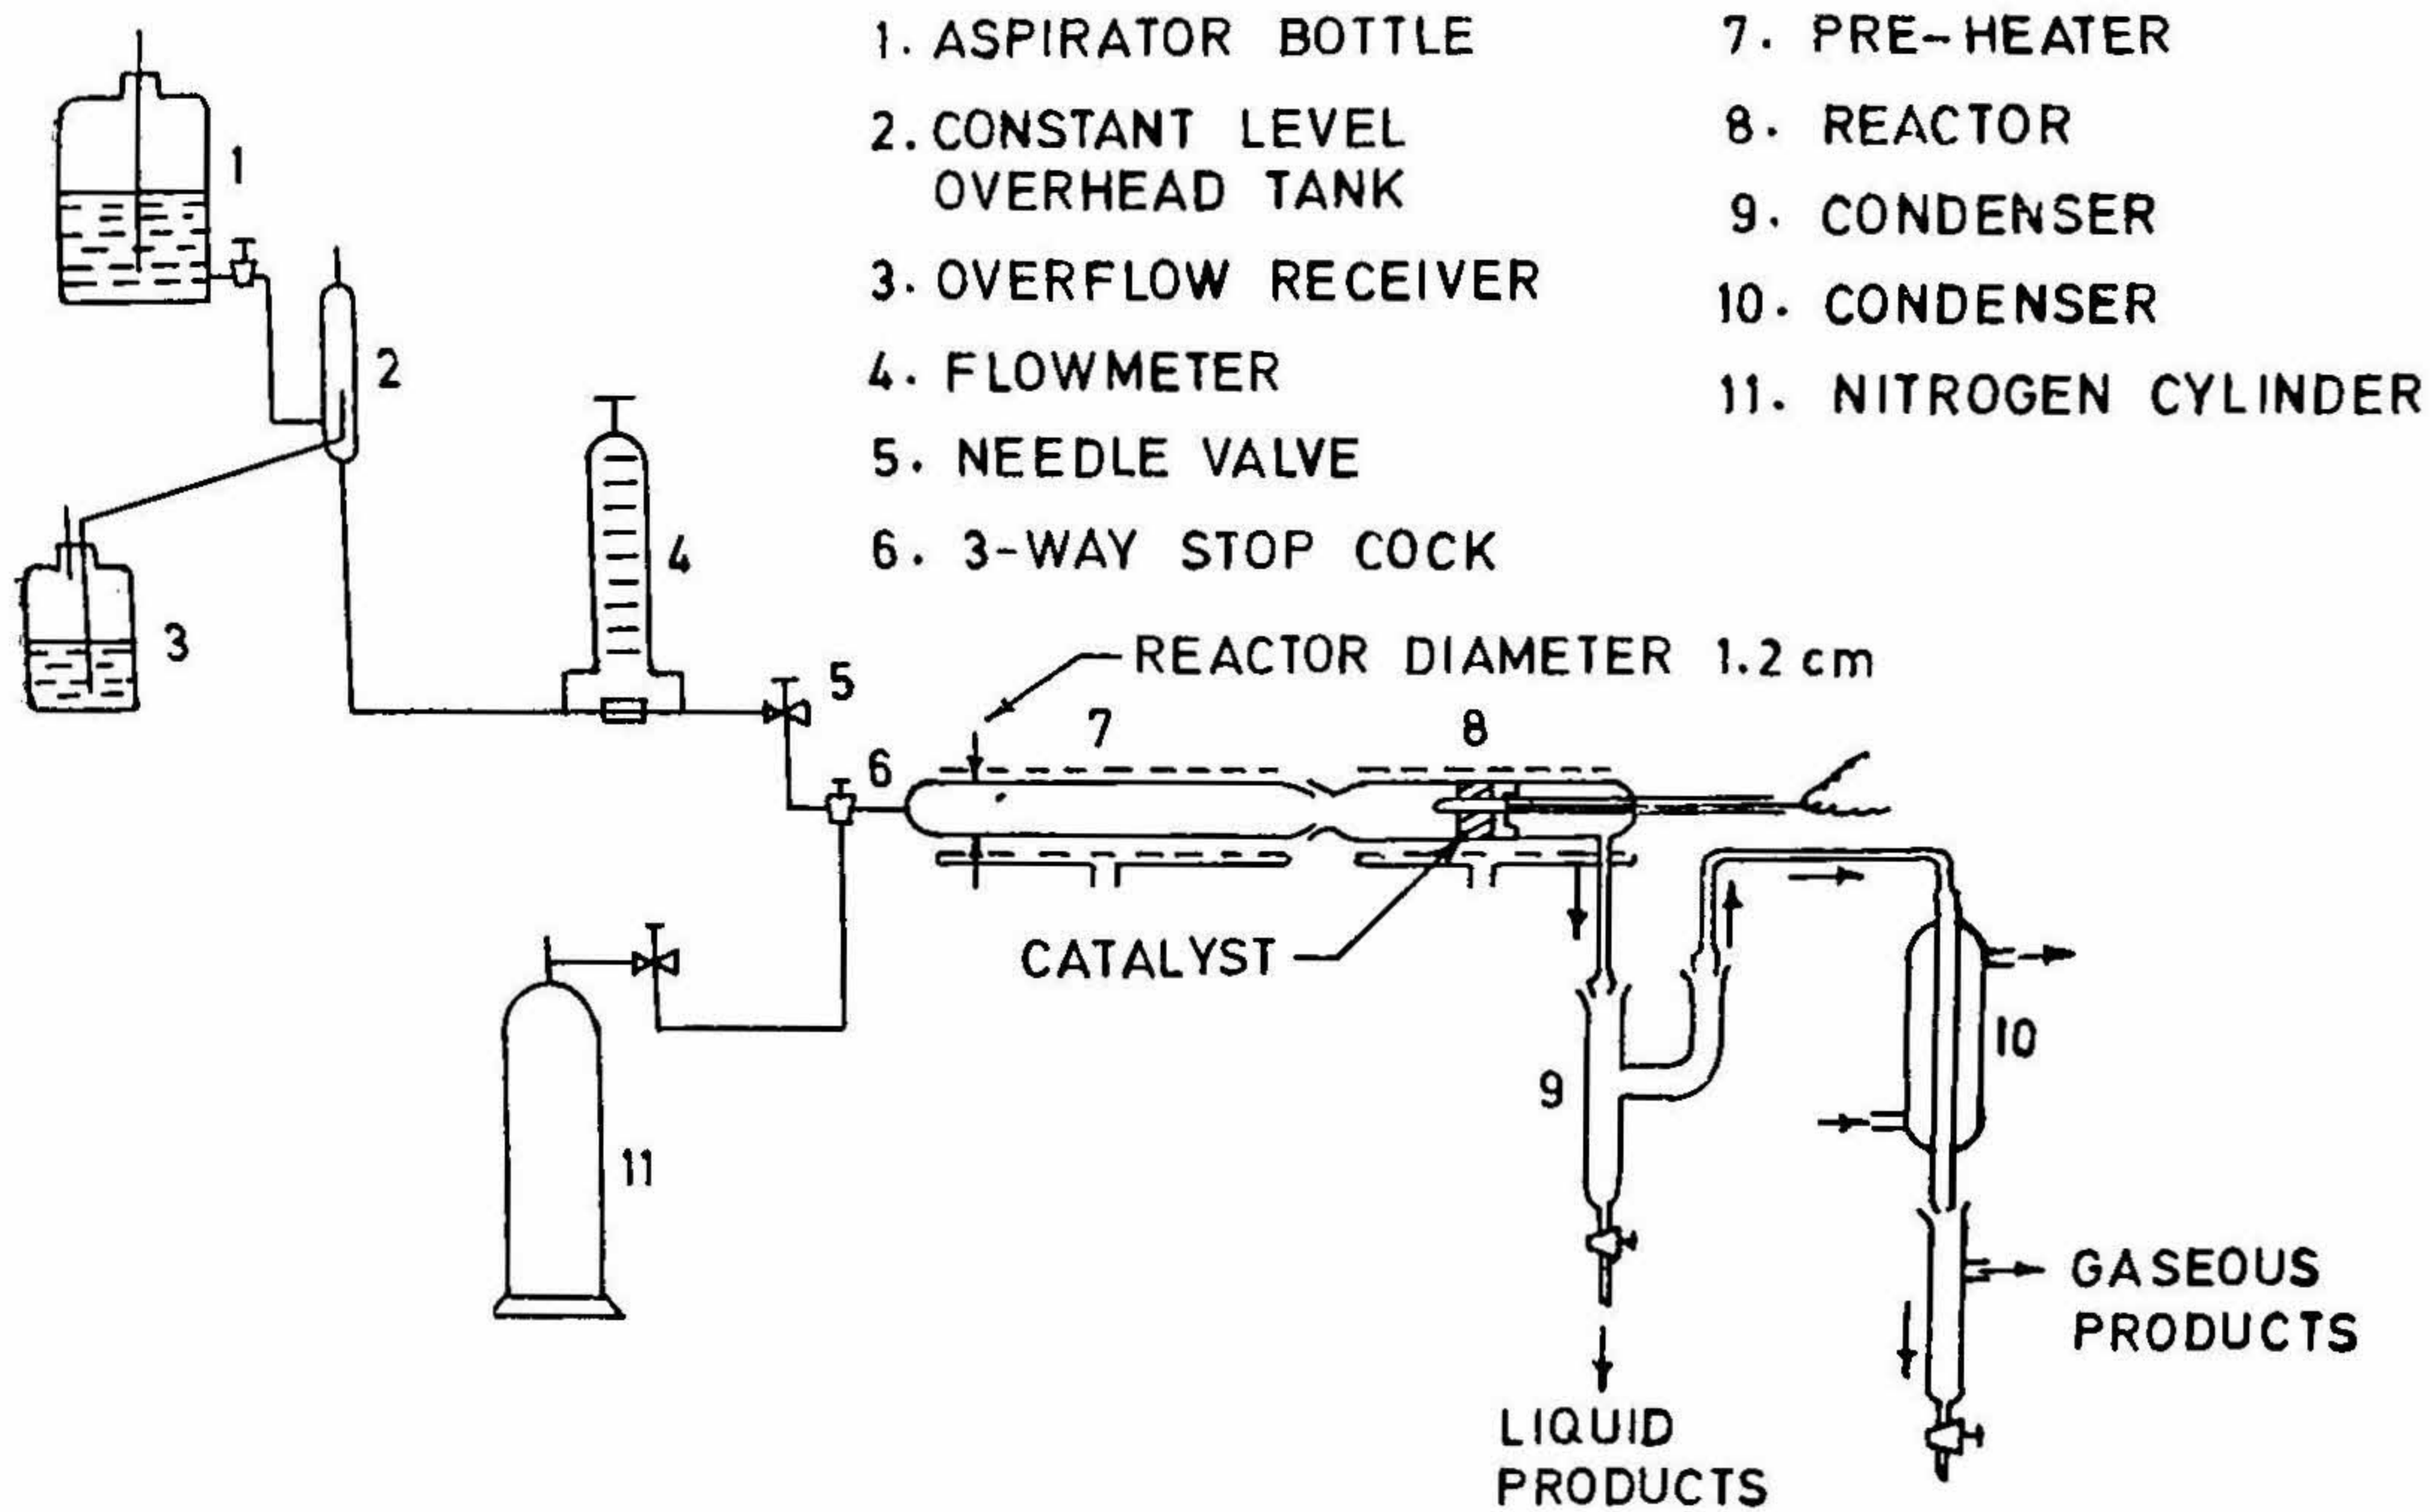 1. ASPIRATOR BOTTLE
2. CONSTANT LEVEL
OVERHEAD TANK
3. OVERFLOW RECEIVER
4. FLOWMETER
5. NEEDLE VALVE
6. 3-WAY STOP COCK
7. PRE-HEATER
8. REACTOR
9. CONDENSER
10. CONDENSER
11. NITROGEN CYLINDER
1
2
3
4
5
6
REACTOR DIAMETER 1.2 cm
7
8
CATALYST
9
10
11
GASEOUS
PRODUCTS
LIQUID
PRODUCTS